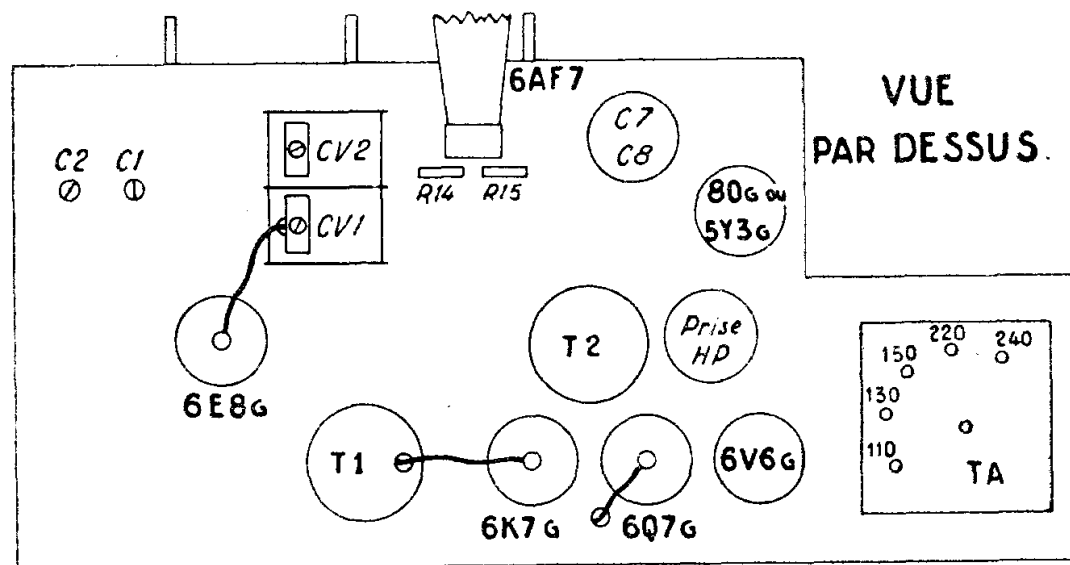 6AF7
VUE
PAR DESSUS.
C7
C8
C2
C1
CV2
CV1
R14
R15
80G ou
5Y3G
6E8G
T2
Prise
HP
T1
6K7G
6Q7G
6V6G
110
130
150
220
240
TA